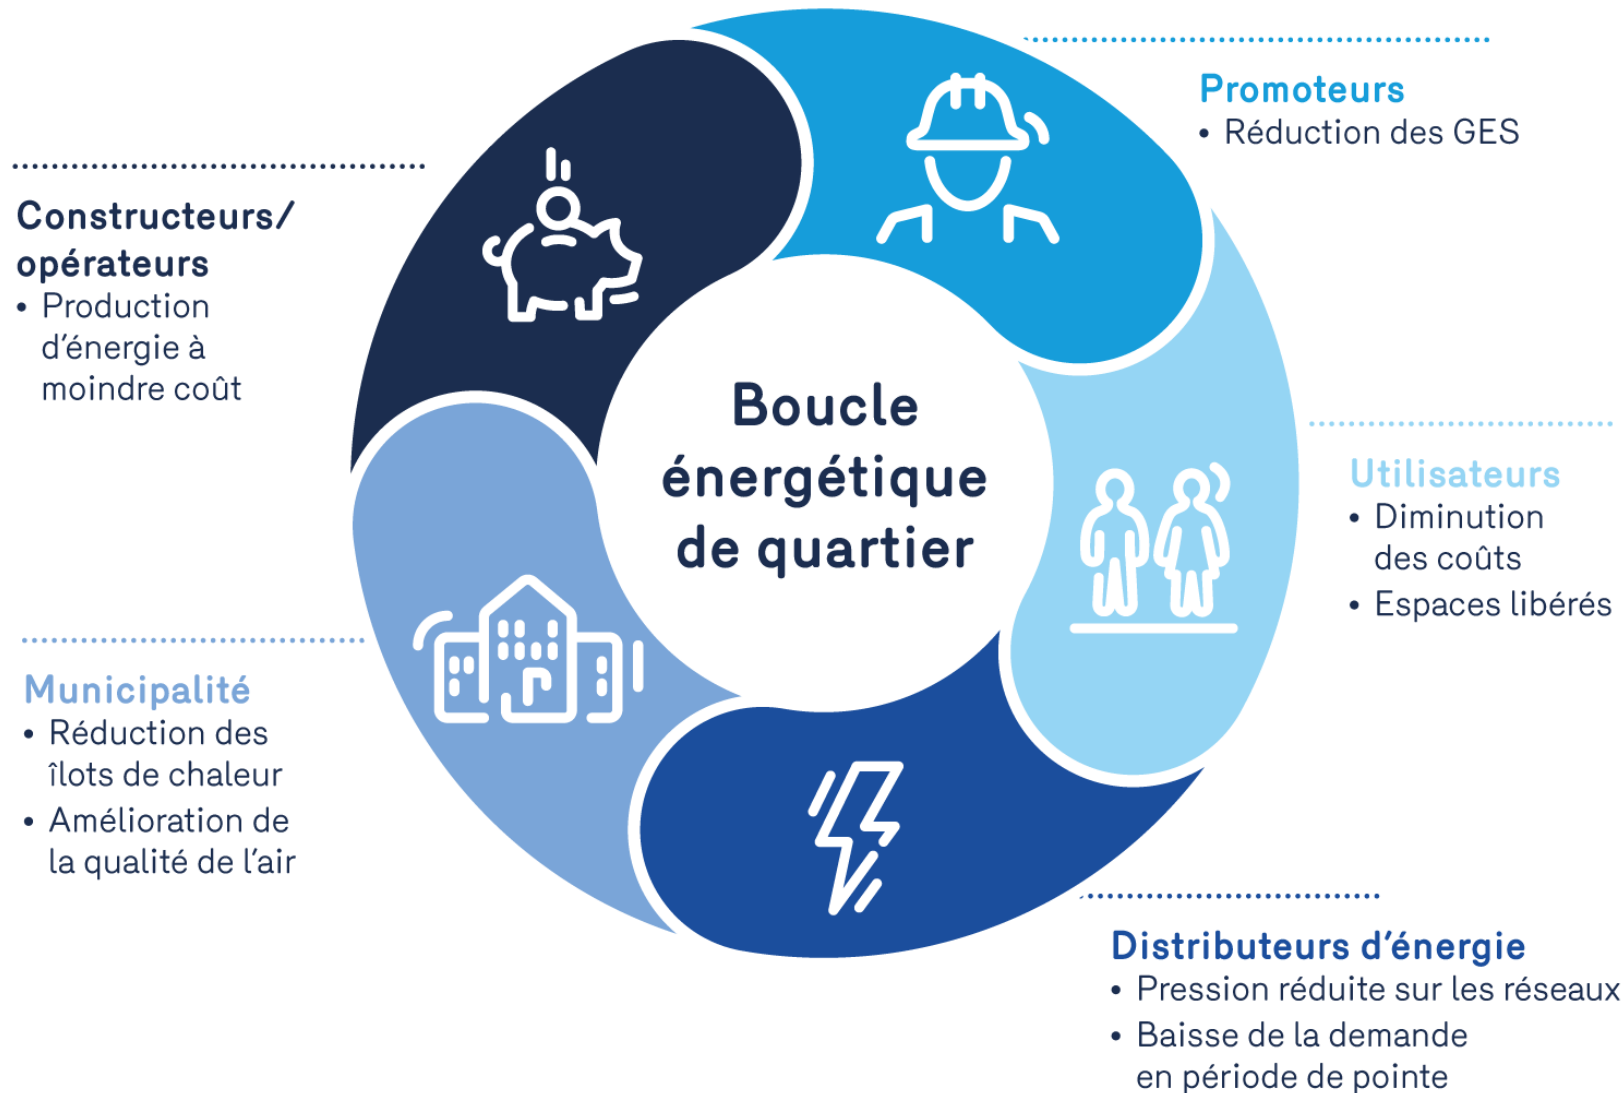 Boucle
énergétique
de quartier
Promoteurs
• Réduction des GES
Utilisateurs
• Diminution
des coûts
• Espaces libérés
Distributeurs d’énergie
• Pression réduite sur les réseaux
• Baisse de la demande
en période de pointe
Municipalité
• Réduction des
îlots de chaleur
• Amélioration de
la qualité de l’air
Constructeurs/
opérateurs
• Production
d’énergie à
moindre coût